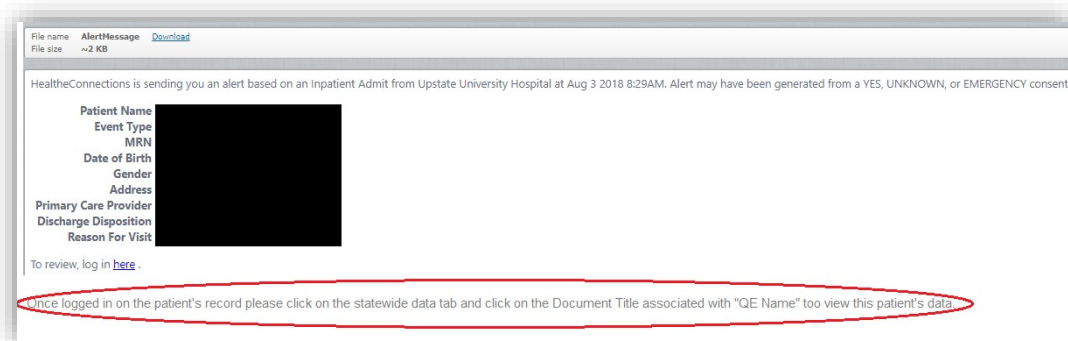 File name AlertMessage Download
File size ~2 KB
HealtheConnections is sending you an alert based on an Inpatient Admit from Upstate University Hospital at Aug 3 2018 8:29AM. Alert may have been generated from a YES, UNKNOWN, or EMERGENCY consent
Patient Name
Event Type
MRN
Date of Birth
Gender
Address
Primary Care Provider
Discharge Disposition
Reason For Visit
To review, log in here .
Once logged in on the patient's record please click on the statewide data tab and click on the Document Title associated with "QE Name" too view this patient's data